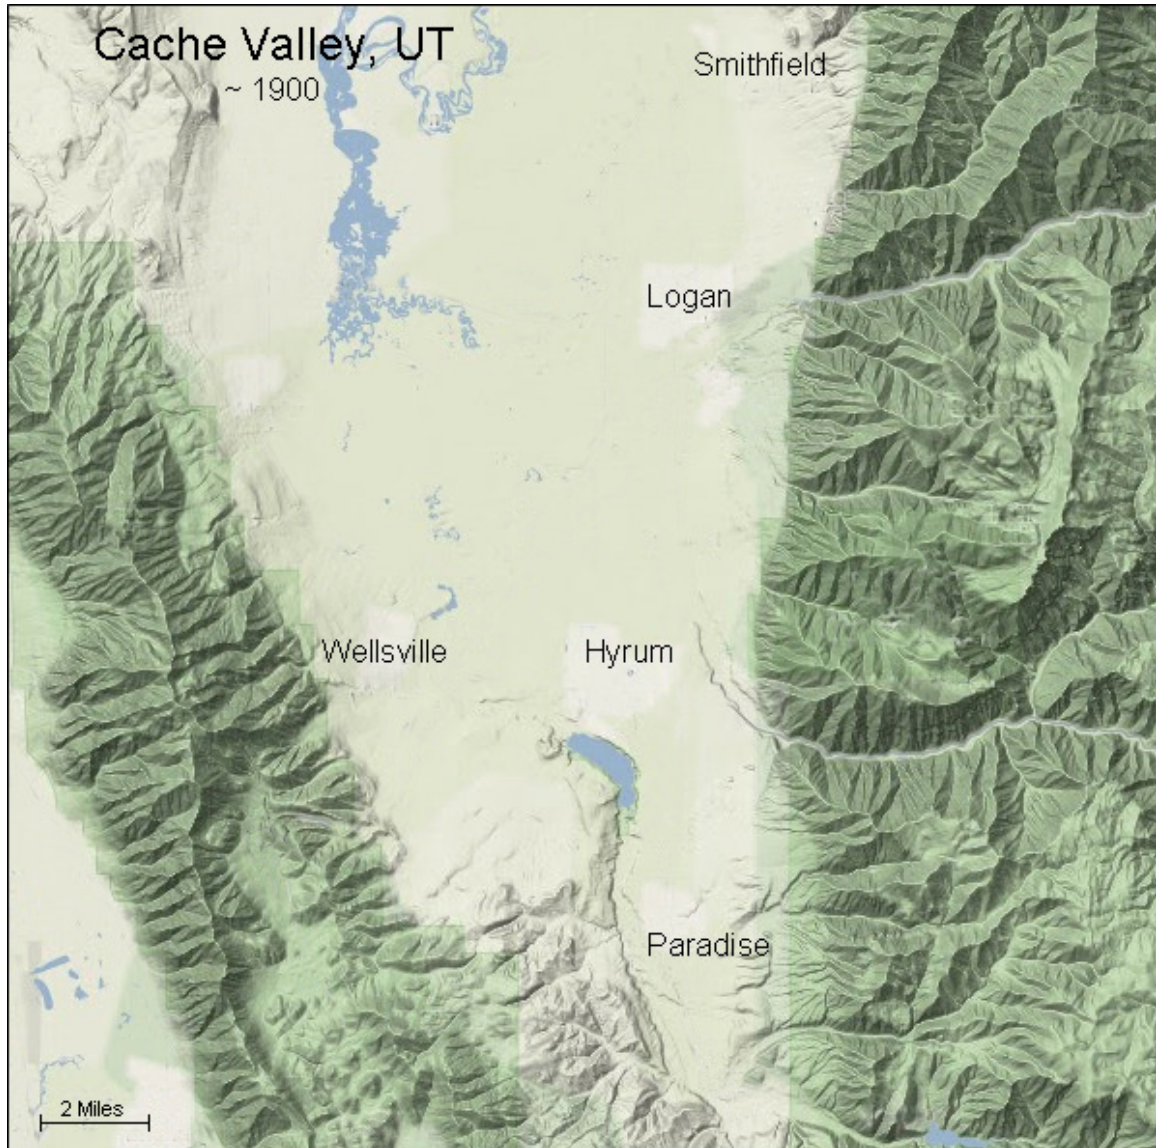 Cache Valley, UT
~ 1900
Smithfield
Logan
Wellsville
Hyrum
Paradise
2 Miles